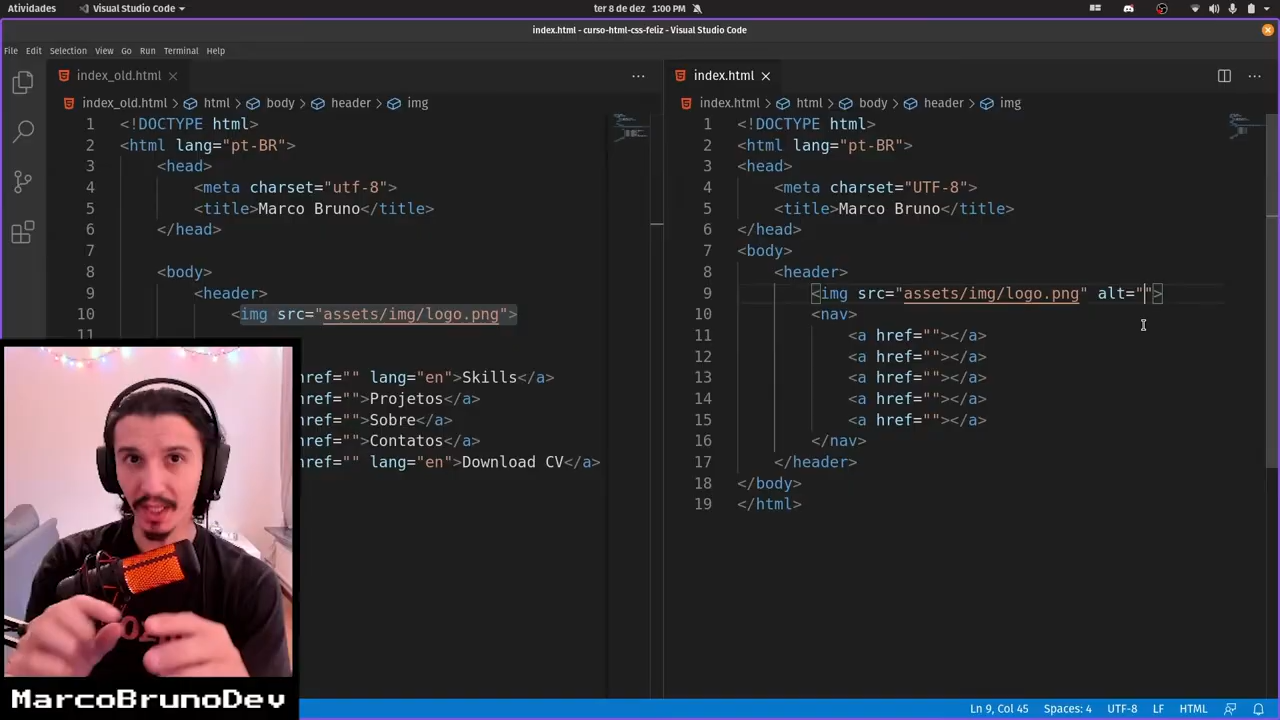 Atividades
Visual Studio Code
ter 8 de dez 1:00 PM
index.html - curso-html-css-feliz - Visual Studio Code
File Edit Selection View Go Run Terminal Help
index_old.html
index_old.html > html > body > header > img
1 <!DOCTYPE html>
2 <html lang="pt-BR">
3 <head>
4 <meta charset="utf-8">
5 <title>Marco Bruno</title>
6 </head>
7
8 <body>
9 <header>
10 <img src="assets/img/logo.png">
11
href="" lang="en">Skills</a>
href="">Projetos</a>
href="">Sobre</a>
href="">Contatos</a>
href="" lang="en">Download CV</a>
index.html
index.html > html > body > header > img
1 <!DOCTYPE html>
2 <html lang="pt-BR">
3 <head>
4 <meta charset="UTF-8">
5 <title>Marco Bruno</title>
6 </head>
7 <body>
8 <header>
9 <img src="assets/img/logo.png" alt="">
10 <nav>
11 <a href=""></a>
12 <a href=""></a>
13 <a href=""></a>
14 <a href=""></a>
15 <a href=""></a>
16 </nav>
17 </header>
18 </body>
19 </html>
MarcoBrunoDev
Ln 9, Col 45 Spaces: 4 UTF-8 LF HTML